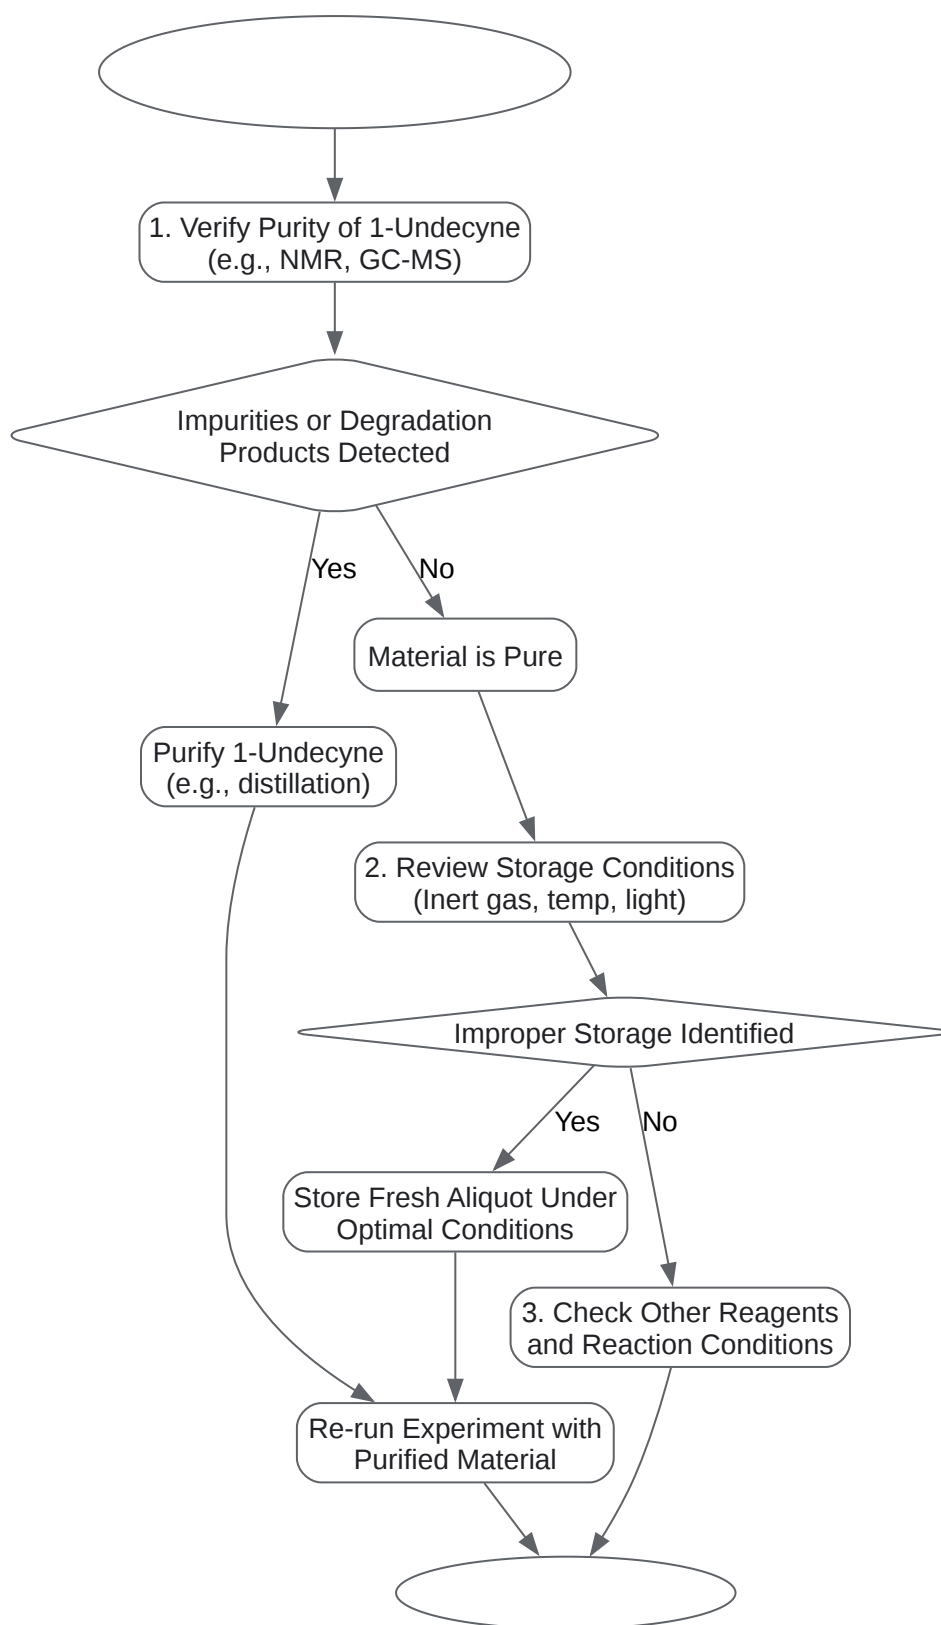 1. Verify Purity of 1-Undecyne
(e.g., NMR, GC-MS)
Impurities or Degradation
Products Detected
Yes
No
Material is Pure
Purify 1-Undecyne
(e.g., distillation)
2. Review Storage Conditions
(Inert gas, temp, light)
Improper Storage Identified
Yes
No
Store Fresh Aliquot Under
Optimal Conditions
3. Check Other Reagents
and Reaction Conditions
Re-run Experiment with
Purified Material